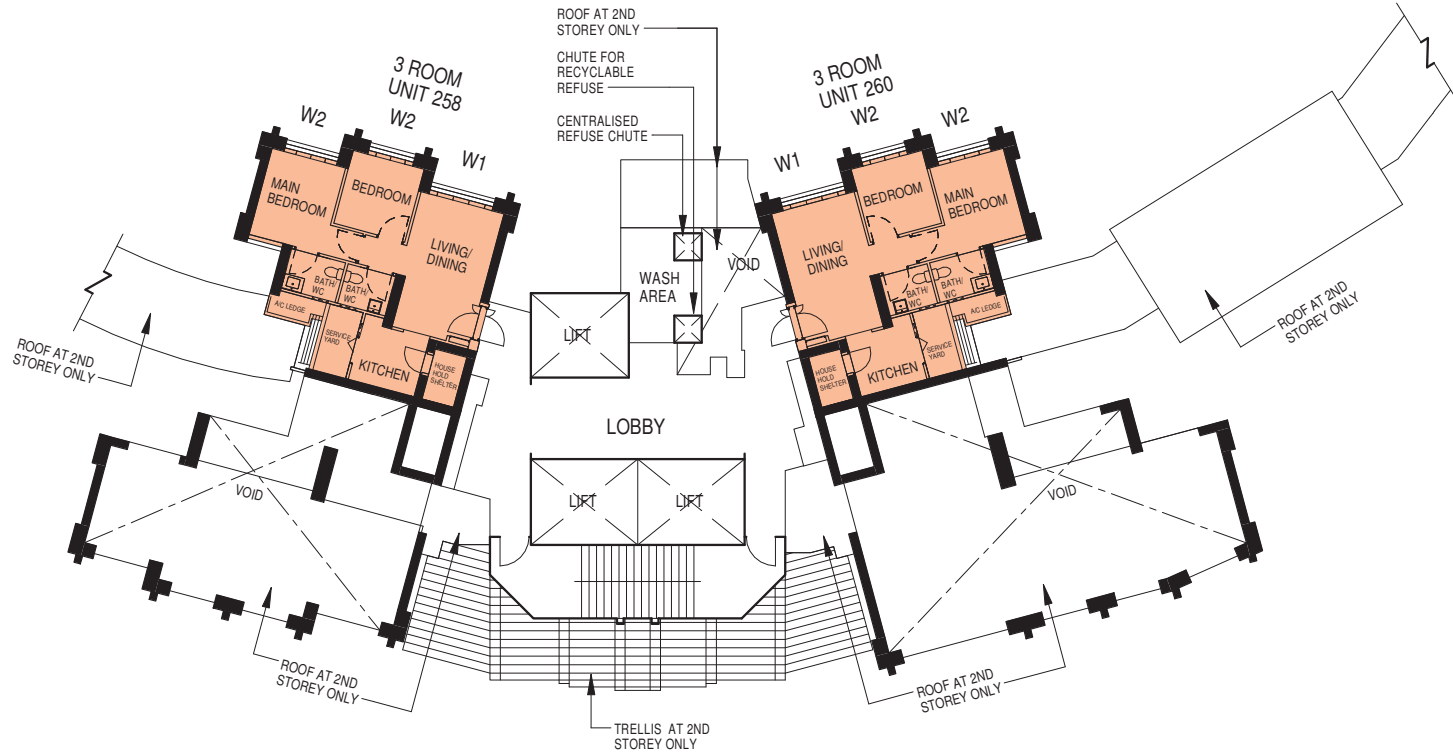 ROOF AT 2ND
STOREY ONLY
CHUTE FOR
RECYCLABLE
REFUSE
CENTRALISED
REFUSE CHUTE
3 ROOM
UNIT 258
W2
W2
W1
MAIN
BEDROOM
BEDROOM
LIVING/
DINING
BATH/
WC
BATH/
WC
A/C LEDGE
SERVICE
YARD
KITCHEN
HOUSE
HOLD
SHELTER
3 ROOM
UNIT 260
W1
W2
W2
BEDROOM
MAIN
BEDROOM
LIVING/
DINING
BATH/
WC
BATH/
WC
A/C LEDGE
SERVICE
YARD
KITCHEN
HOUSE
HOLD
SHELTER
WASH
AREA
VOID
LIFT
LOBBY
LIFT
LIFT
ROOF AT 2ND
STOREY ONLY
ROOF AT 2ND
STOREY ONLY
VOID
VOID
ROOF AT 2ND
STOREY ONLY
ROOF AT 2ND
STOREY ONLY
TRELLIS AT 2ND
STOREY ONLY